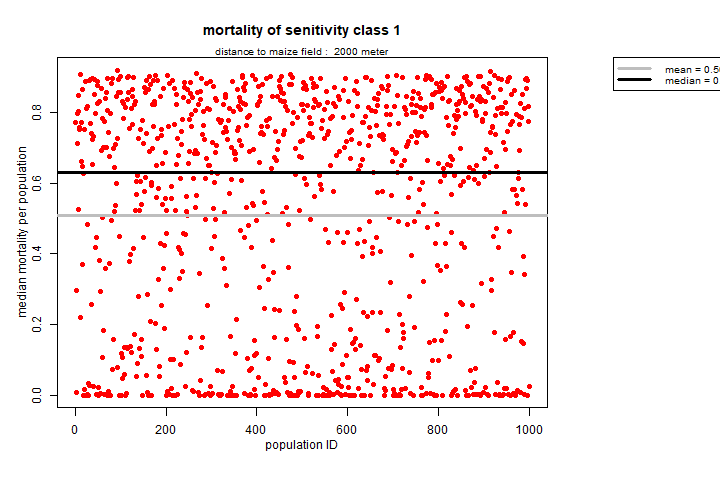 mortality of senitivity class 1
distance to maize field : 2000 meter
mean = 0.50
median = 0
median mortality per population
0.0
0.2
0.4
0.6
0.8
0
200
400
600
800
1000
population ID